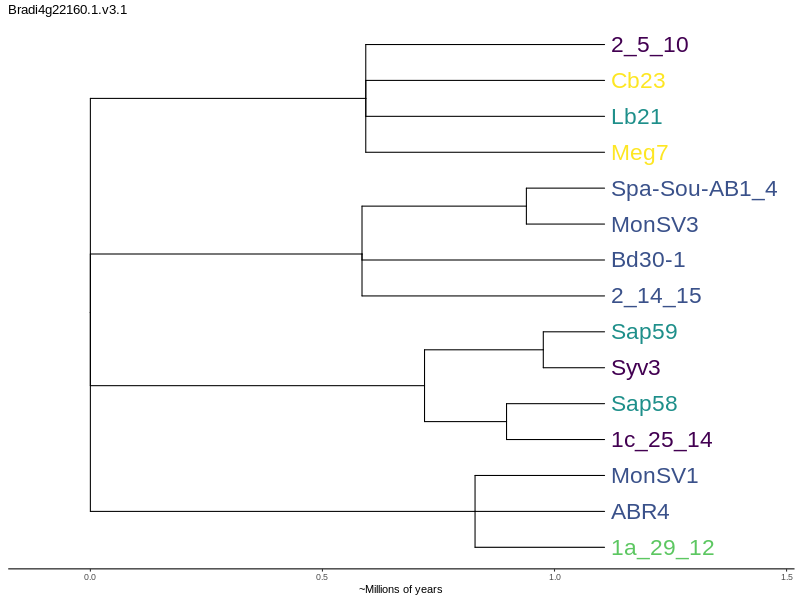 Bradi4g22160.1.v3.1
2_5_10
Cb23
Lb21
Meg7
Spa-Sou-AB1_4
MonSV3
Bd30-1
2_14_15
Sap59
Syv3
Sap58
1c_25_14
MonSV1
ABR4
1a_29_12
0.0 0.5 1.0 1.5
~Millions of years